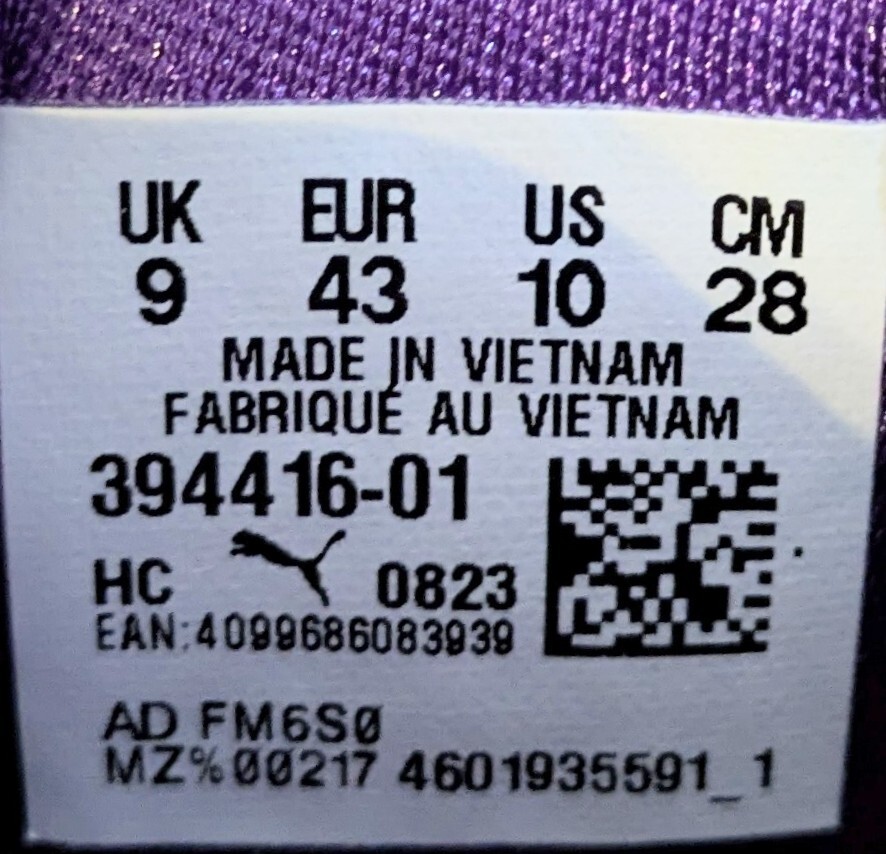 UK EUR US CM
9 43 10 28
MADE IN VIETNAM
FABRIQUÉ AU VIETNAM
394416-01
HC 0823
EAN:4099686083939
AD FM6S0
MZ%00217 4601935591_1